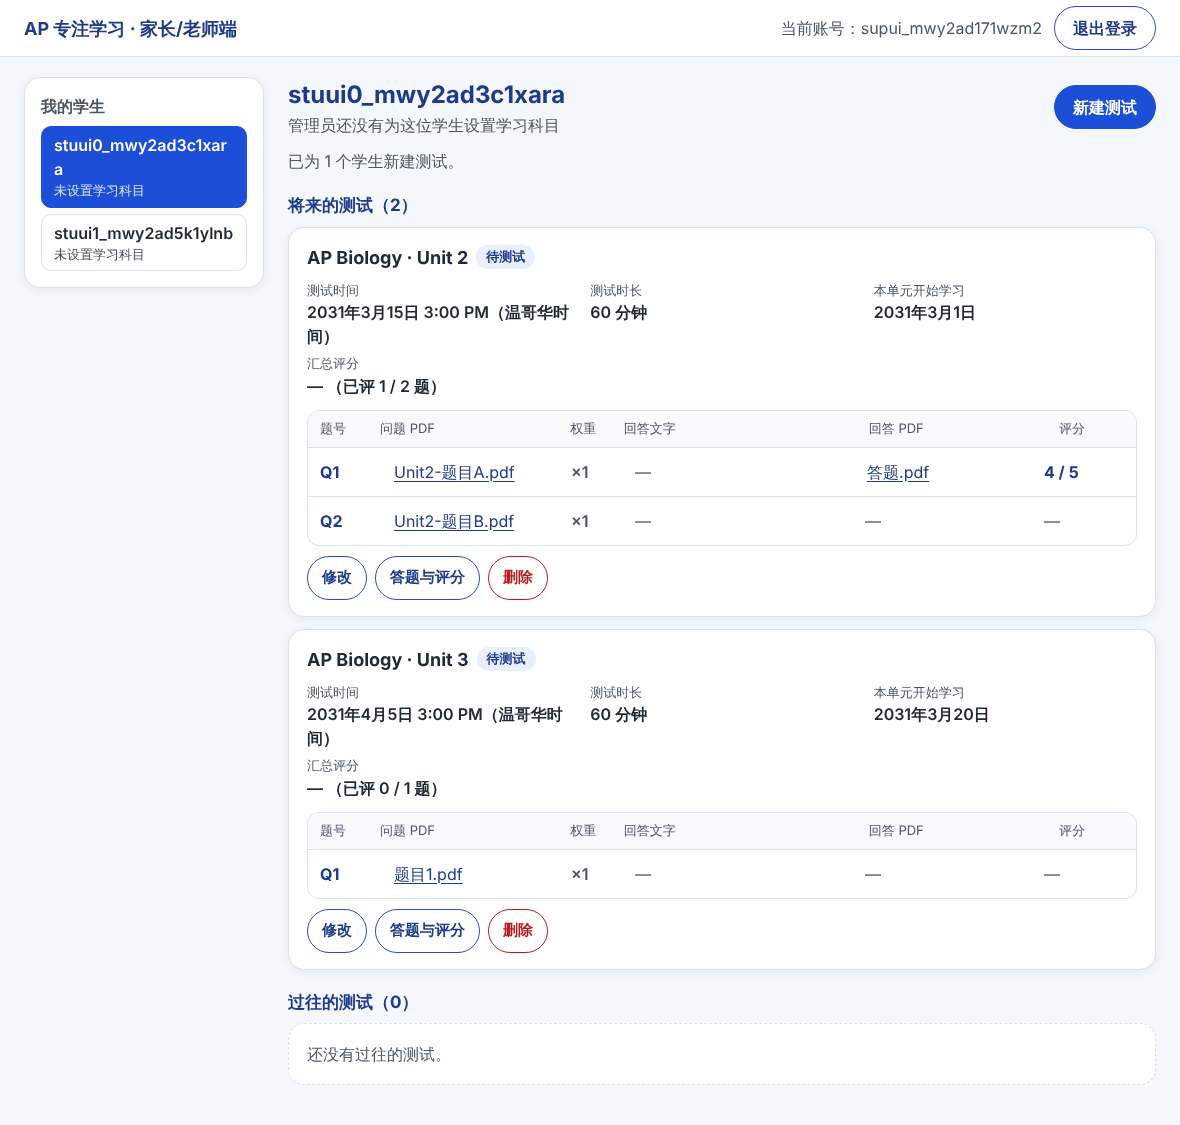 AP 专注学习 · 家长/老师端
当前账号：supui_mwy2ad171wzm2
退出登录
我的学生
stuui0_mwy2ad3c1xar
a
未设置学习科目
stuui1_mwy2ad5k1ylnb
未设置学习科目
stuui0_mwy2ad3c1xara
管理员还没有为这位学生设置学习科目
新建测试
已为 1 个学生新建测试。
将来的测试（2）
AP Biology · Unit 2 待测试
测试时间 测试时长 本单元开始学习
2031年3月15日 3:00 PM（温哥华时
间）
60 分钟
2031年3月1日
汇总评分
— （已评 1 / 2 题）
题号 问题 PDF 权重 回答文字 回答 PDF 评分
Q1 Unit2-题目A.pdf ×1 — 答题.pdf 4 / 5
Q2 Unit2-题目B.pdf ×1 — — —
修改 答题与评分 删除
AP Biology · Unit 3 待测试
测试时间 测试时长 本单元开始学习
2031年4月5日 3:00 PM（温哥华时
间）
60 分钟
2031年3月20日
汇总评分
— （已评 0 / 1 题）
题号 问题 PDF 权重 回答文字 回答 PDF 评分
Q1 题目1.pdf ×1 — — —
修改 答题与评分 删除
过往的测试（0）
还没有过往的测试。